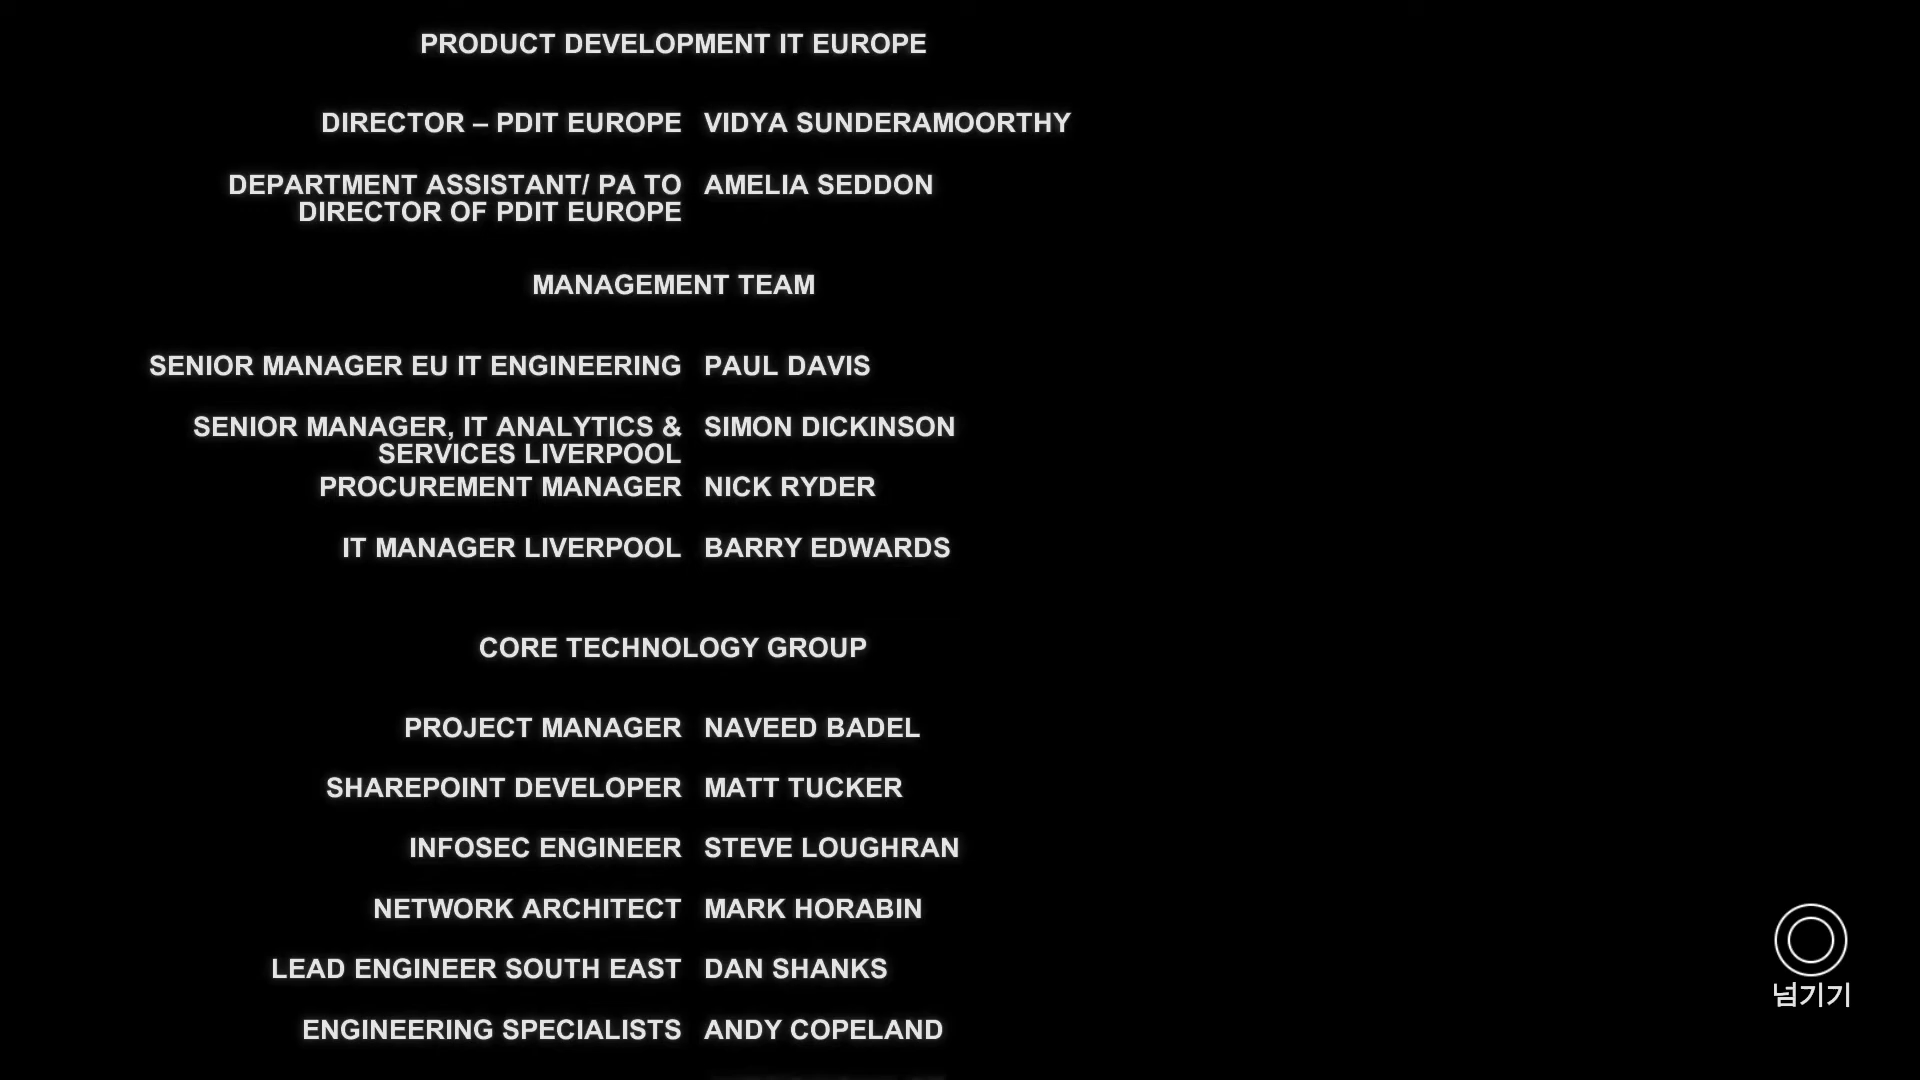 PRODUCT DEVELOPMENT IT EUROPE
DIRECTOR – PDIT EUROPE VIDYA SUNDERAMOORTHY
DEPARTMENT ASSISTANT/ PA TO AMELIA SEDDON
DIRECTOR OF PDIT EUROPE
MANAGEMENT TEAM
SENIOR MANAGER EU IT ENGINEERING PAUL DAVIS
SENIOR MANAGER, IT ANALYTICS & SIMON DICKINSON
SERVICES LIVERPOOL
PROCUREMENT MANAGER NICK RYDER
IT MANAGER LIVERPOOL BARRY EDWARDS
CORE TECHNOLOGY GROUP
PROJECT MANAGER NAVEED BADEL
SHAREPOINT DEVELOPER MATT TUCKER
INFOSEC ENGINEER STEVE LOUGHRAN
NETWORK ARCHITECT MARK HORABIN
LEAD ENGINEER SOUTH EAST DAN SHANKS
ENGINEERING SPECIALISTS ANDY COPELAND
넘기기